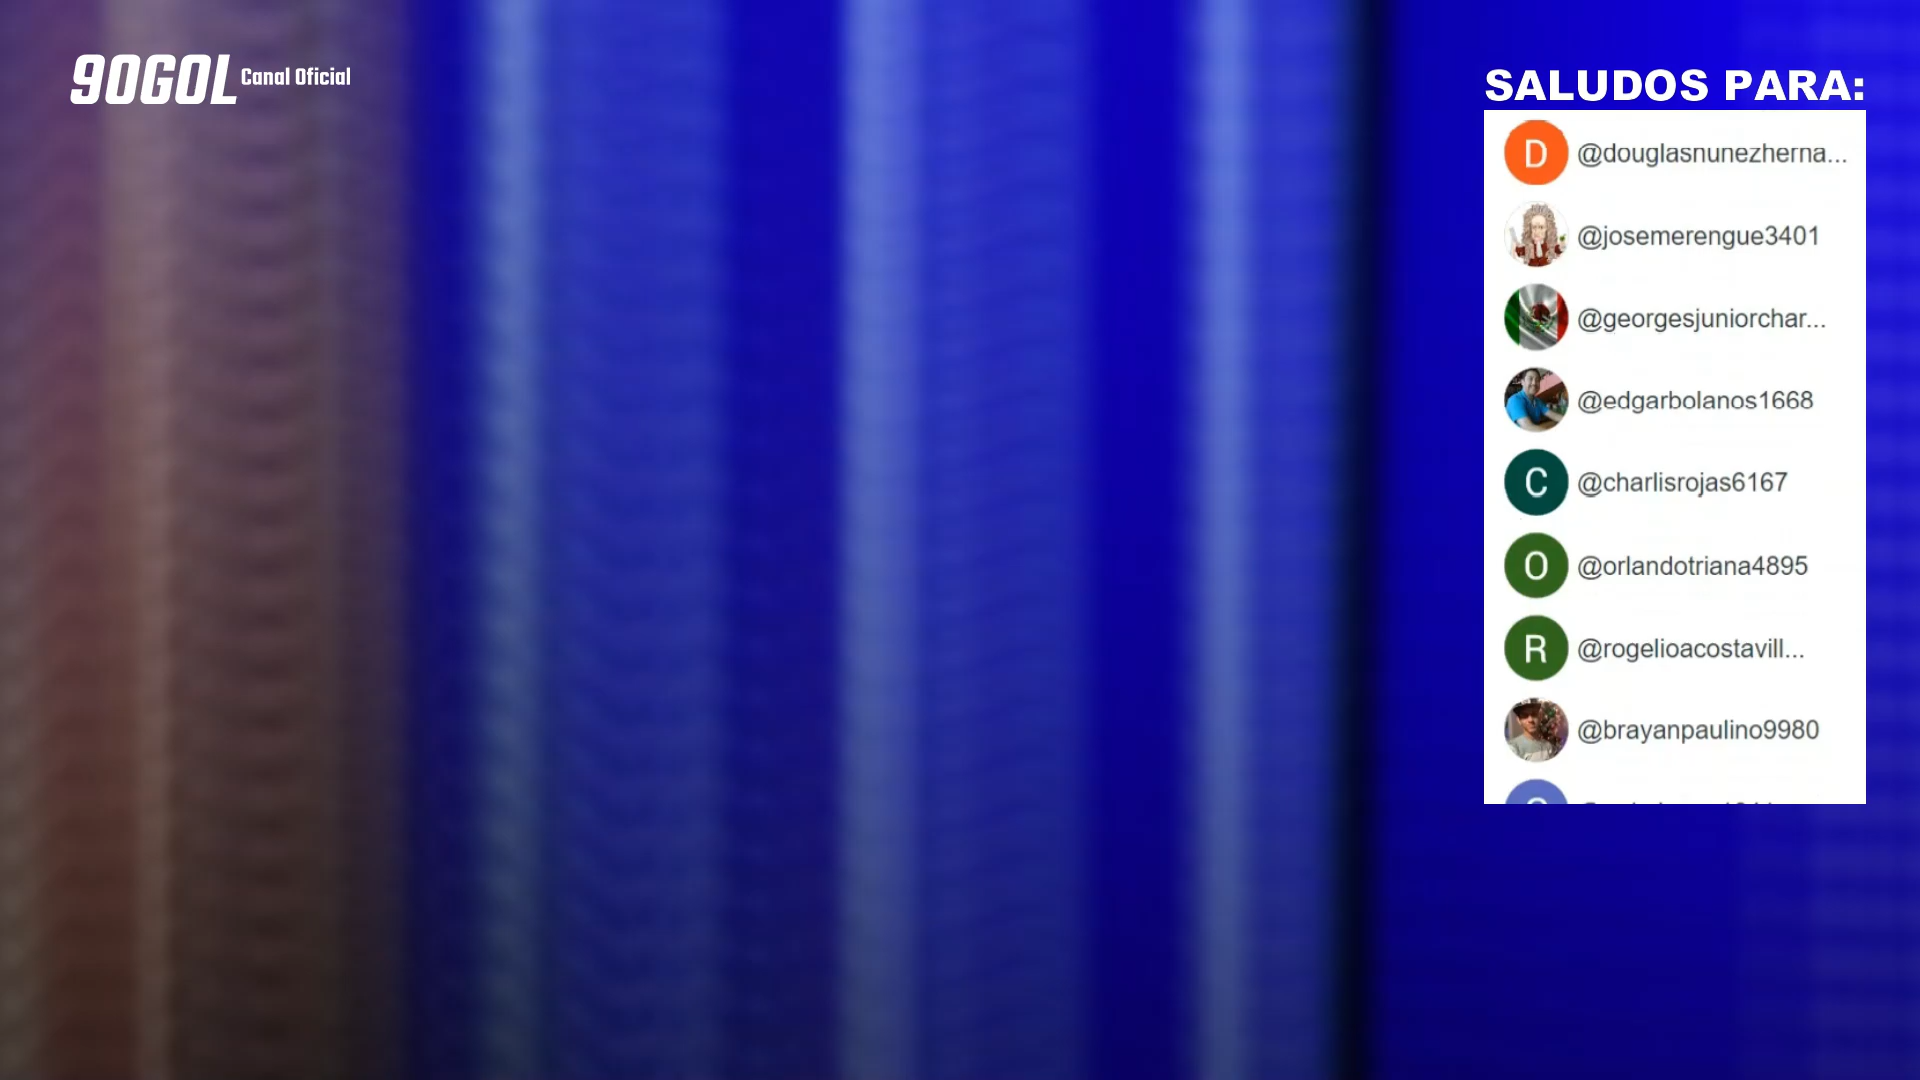 90GOL Canal Oficial
SALUDOS PARA:
D @douglasnunezherna...
@josemerengue3401
@georgesjuniorchar...
@edgarbolanos1668
C @charlisrojas6167
O @orlandotriana4895
R @rogelioacostavill...
@brayanpaulino9980